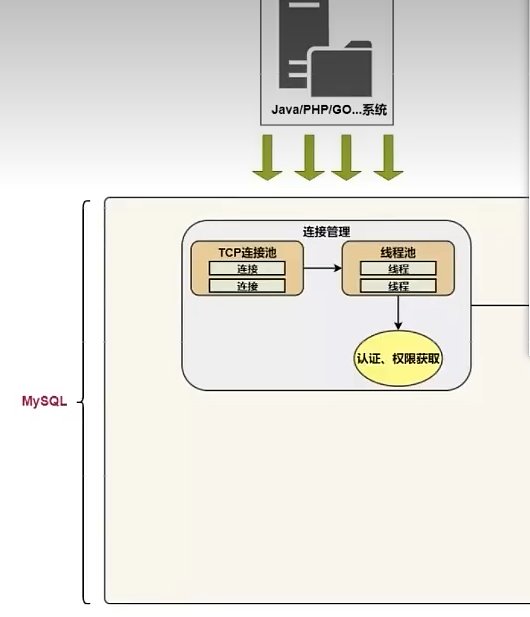 Java/PHP/GO...系统
连接管理
TCP连接池
连接
连接
线程池
线程
线程
认证、权限获取
MySQL